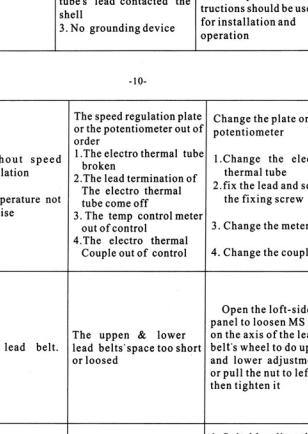 tube's lead contacted the
shell
3. No grounding device
tructions should be use
for installation and
operation
-10-
hout speed
lation
perature not
ise
The speed regulation plate
or the potentiometer out of
order
1.The electro thermal tube
broken
2.The lead termination of
The electro thermal
tube come off
3. The temp control meter
out of control
4.The electro thermal
Couple out of control
Change the plate or
potentiometer
1.Change the elec
thermal tube
2.fix the lead and sc
the fixing screw
3. Change the meter
4. Change the coupl
lead belt.
The uppen & lower
lead belts'space too short
or loosed
Open the loft-side
panel to loosen MS
on the axis of the lea
belt's wheel to do up
and lower adjustme
or pull the nut to lef
then tighten it